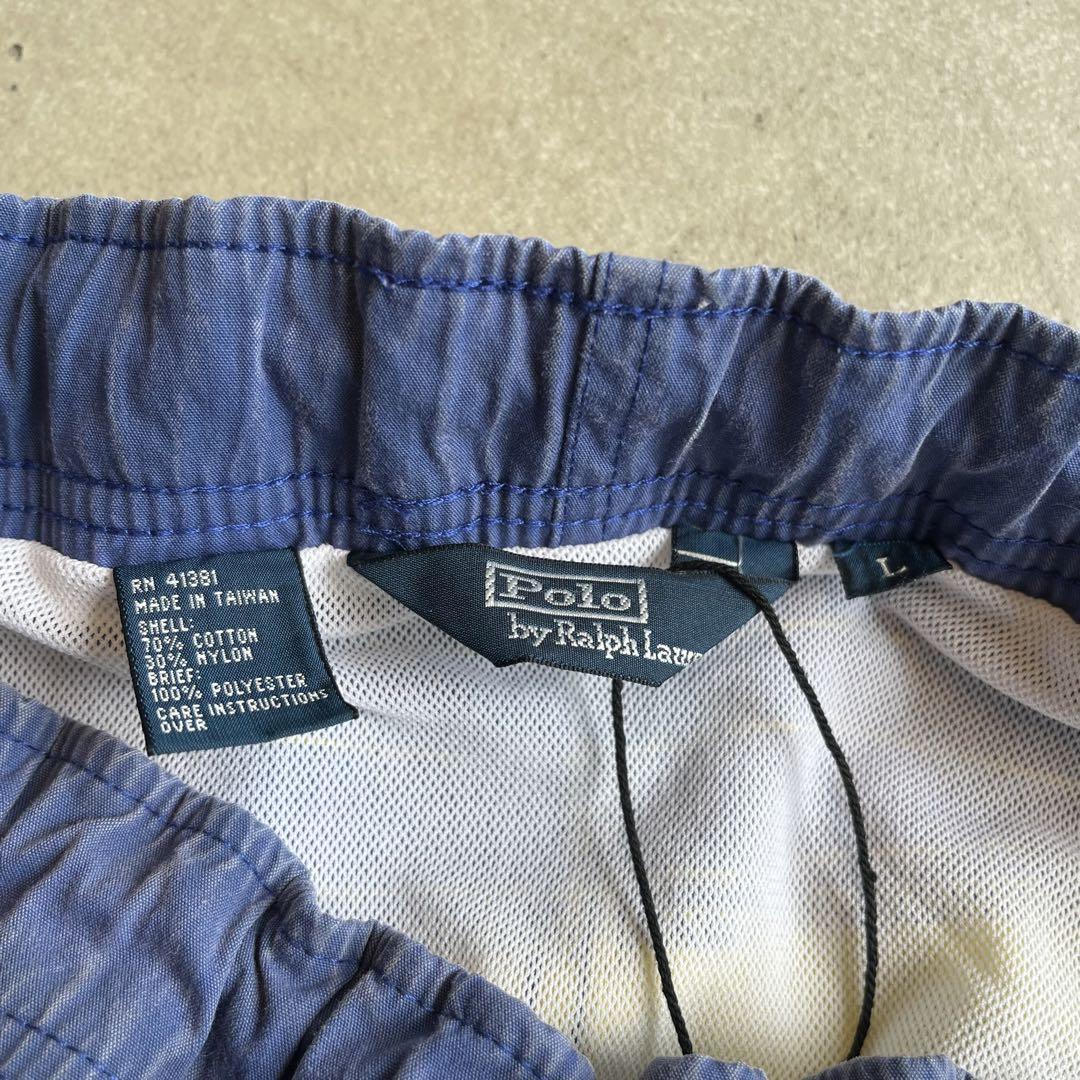 RN 41381
MADE IN TAIWAN
SHELL:
70% COTTON
30% NYLON
BRIEF:
100% POLYESTER
CARE INSTRUCTIONS
OVER
Polo
by Ralph
L